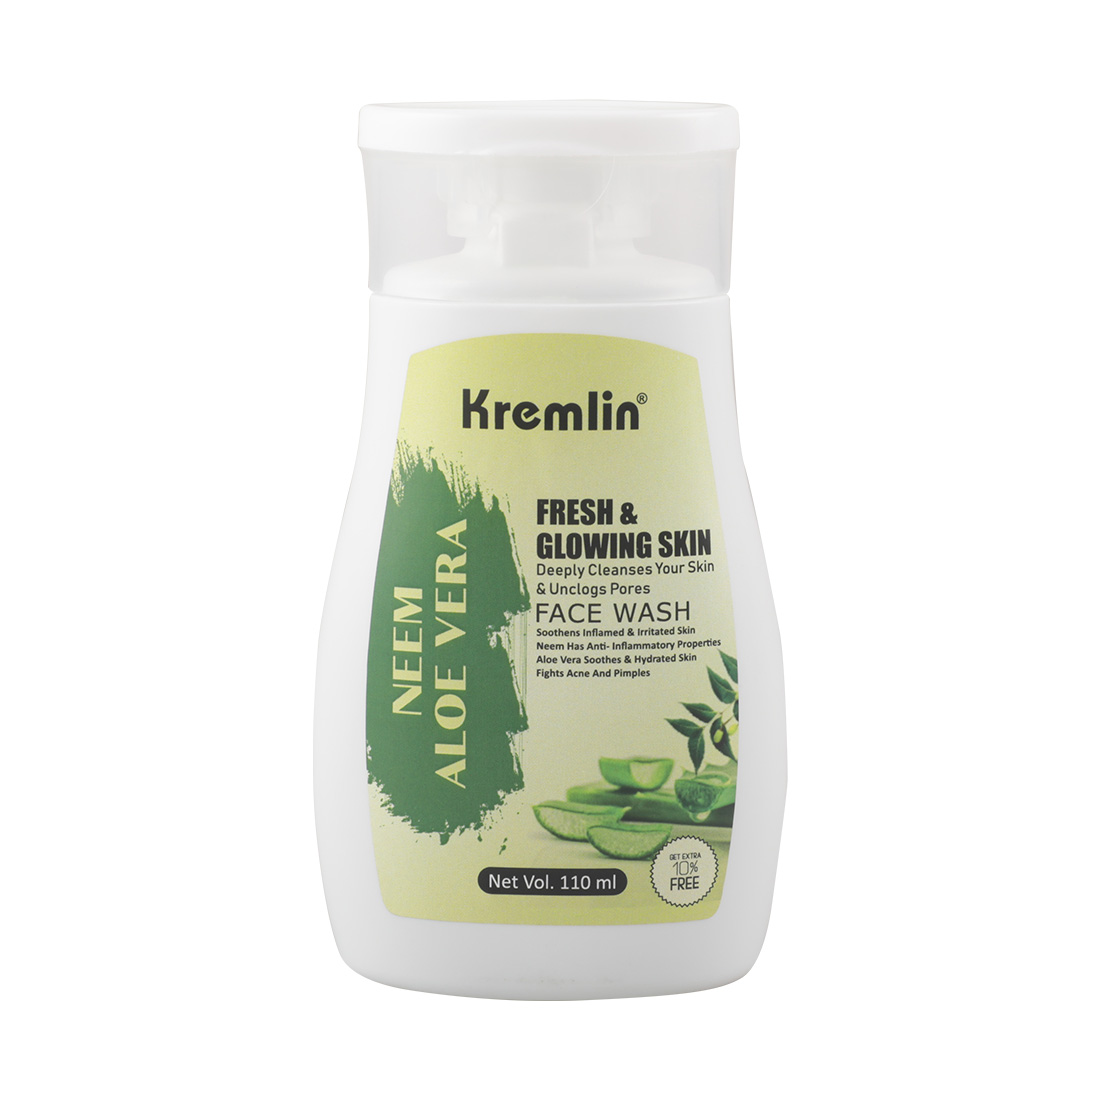 Kremlin®
NEEM
ALOE VERA
FRESH &
GLOWING SKIN
Deeply Cleanses Your Skin
& Unclogs Pores
FACE WASH
Soothens Inflamed & Irritated Skin
Neem Has Anti- Inflammatory Properties
Aloe Vera Soothes & Hydrated Skin
Fights Acne And Pimples
Net Vol. 110 ml
GET EXTRA
10%
FREE